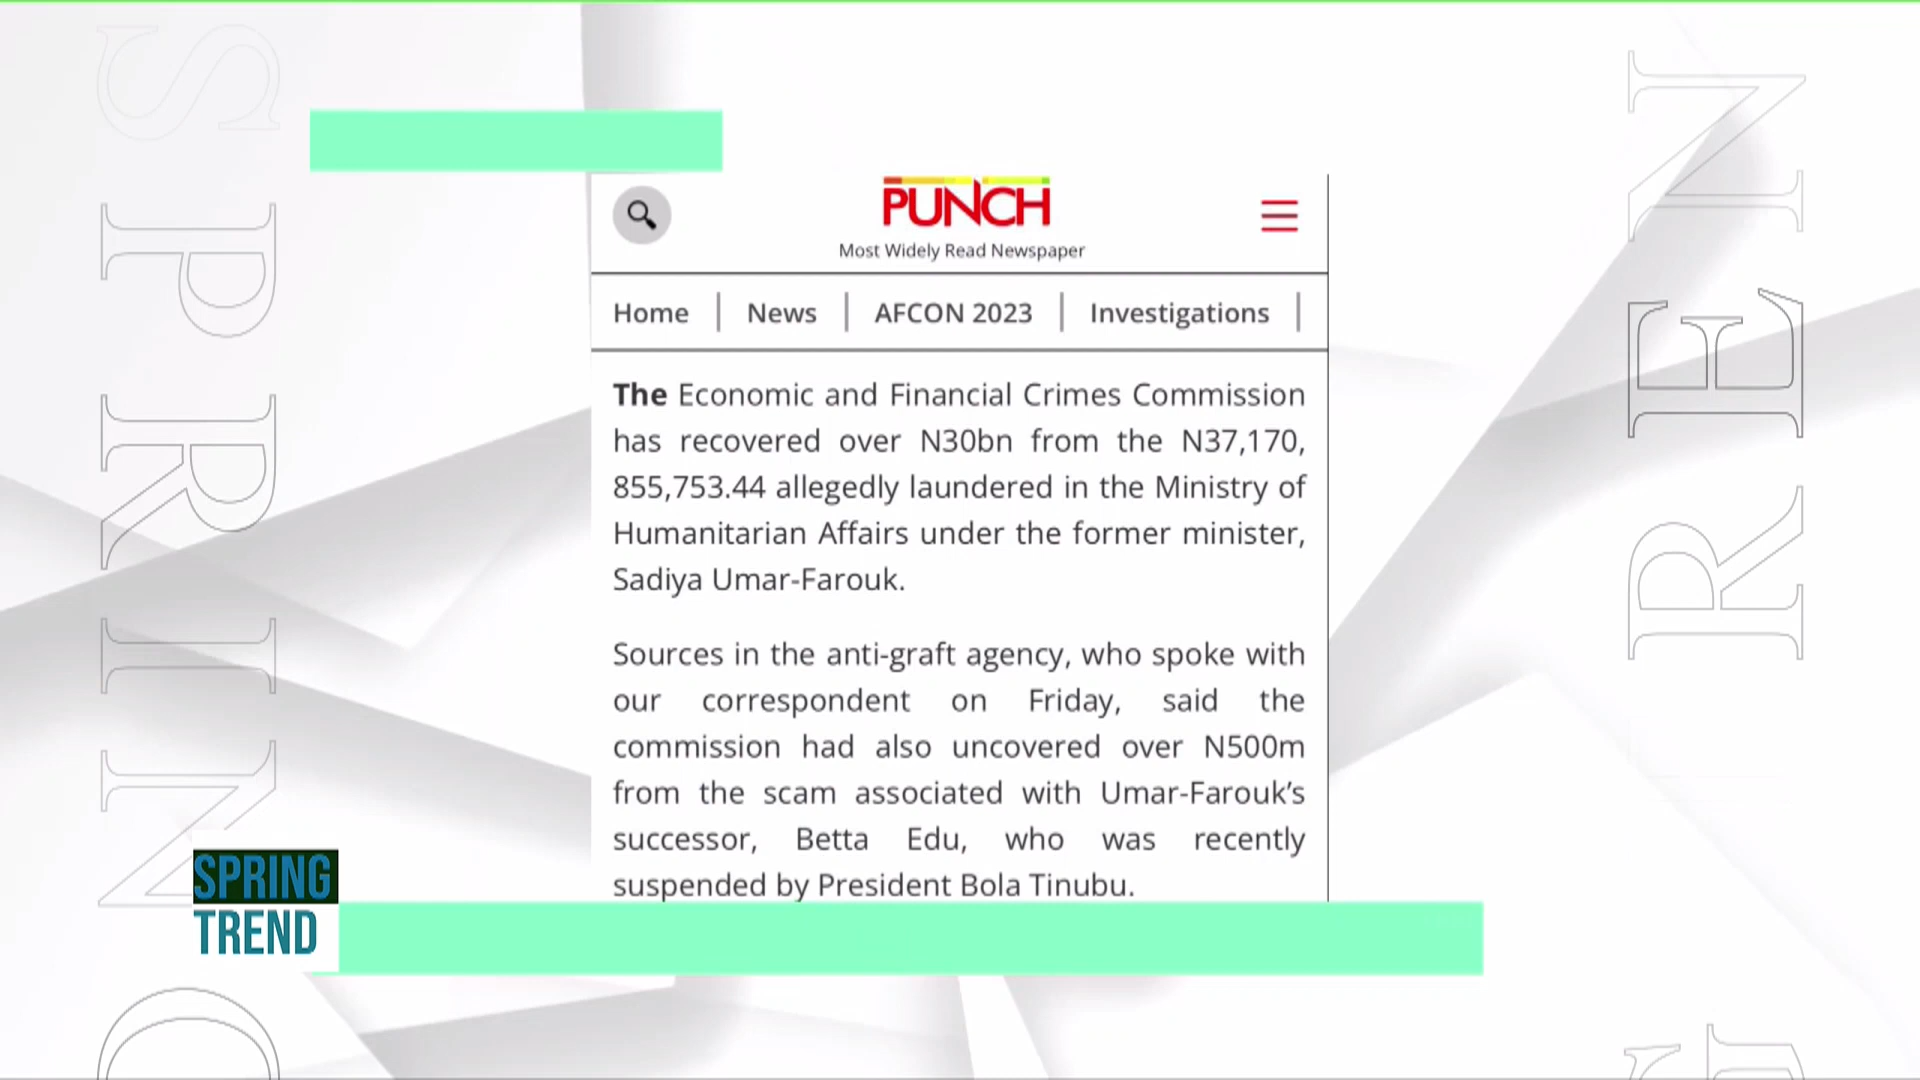 SPRING
TREN
PUNCH
Most Widely Read Newspaper
Home | News | AFCON 2023 | Investigations |
The Economic and Financial Crimes Commission
has recovered over N30bn from the N37,170,
855,753.44 allegedly laundered in the Ministry of
Humanitarian Affairs under the former minister,
Sadiya Umar-Farouk.
Sources in the anti-graft agency, who spoke with
our correspondent on Friday, said the
commission had also uncovered over N500m
from the scam associated with Umar-Farouk’s
successor, Betta Edu, who was recently
suspended by President Bola Tinubu.
SPRING
TREND